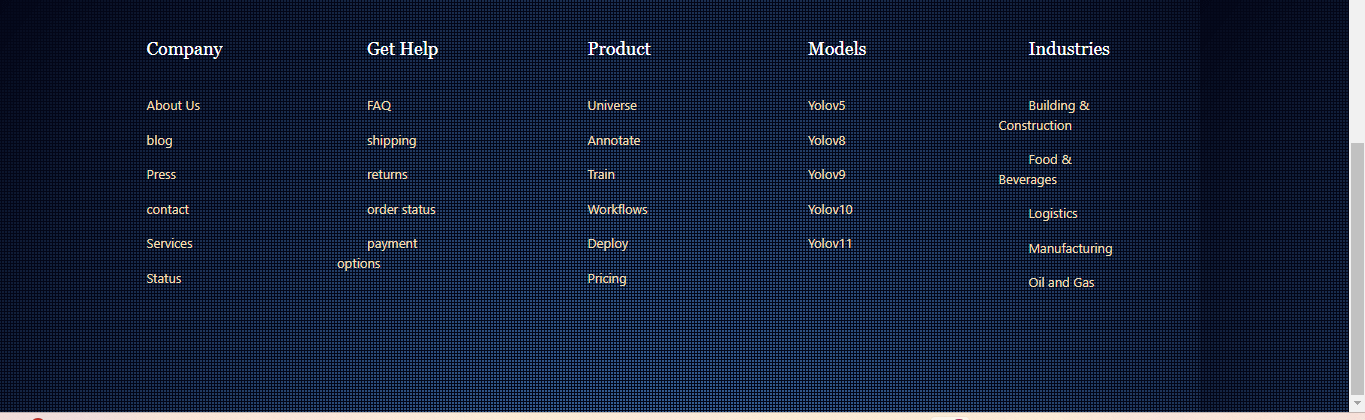 Company
About Us
blog
Press
contact
Services
Status
Get Help
FAQ
shipping
returns
order status
payment
options
Product
Universe
Annotate
Train
Workflows
Deploy
Pricing
Models
Yolov5
Yolov8
Yolov9
Yolov10
Yolov11
Industries
Building &
Construction
Food &
Beverages
Logistics
Manufacturing
Oil and Gas